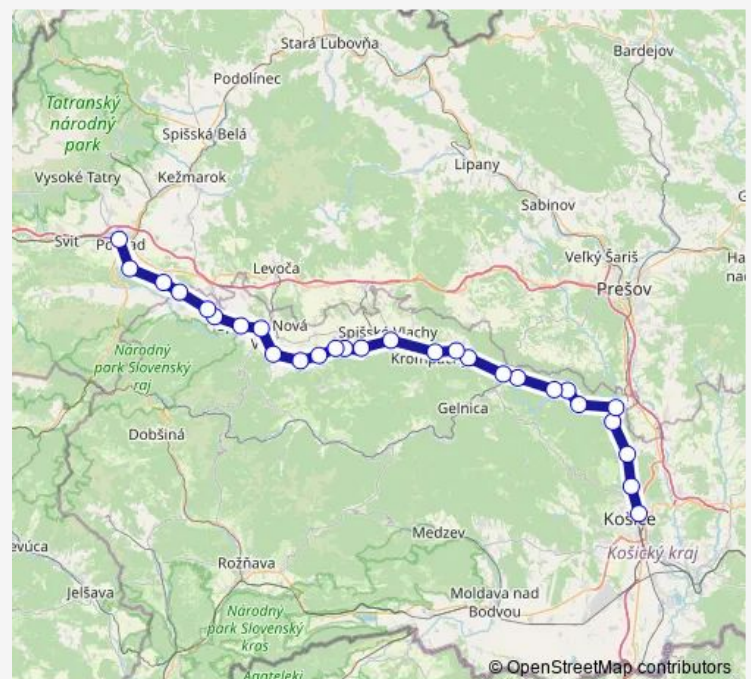 Stará Ľubovňa
Bardejov
Podolínec
Tatranský
národný
park
Spišská Belá
Vysoké Tatry
Kežmarok
Lipany
Sabinov
Svit
Levoča
Veľký Šariš
Prešov
Nová
Spišské Vlachy
Národný
park Slovenský
raj
Gelnica
Dobšiná
Košice
Medzev
Košický kraj
Rožňava
Jelšava
Moldava nad
Bodvou
Národný
park Slovenský
kras
© OpenStreetMap contributors